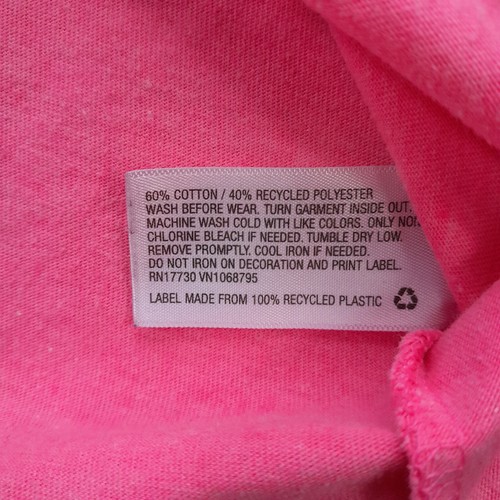 60% COTTON / 40% RECYCLED POLYESTER
WASH BEFORE WEAR. TURN GARMENT INSIDE OUT.
MACHINE WASH COLD WITH LIKE COLORS. ONLY
CHLORINE BLEACH IF NEEDED. TUMBLE DRY LOW.
REMOVE PROMPTLY. COOL IRON IF NEEDED.
DO NOT IRON ON DECORATION AND PRINT LABEL.
RN17730 VN1068795
LABEL MADE FROM 100% RECYCLED PLASTIC